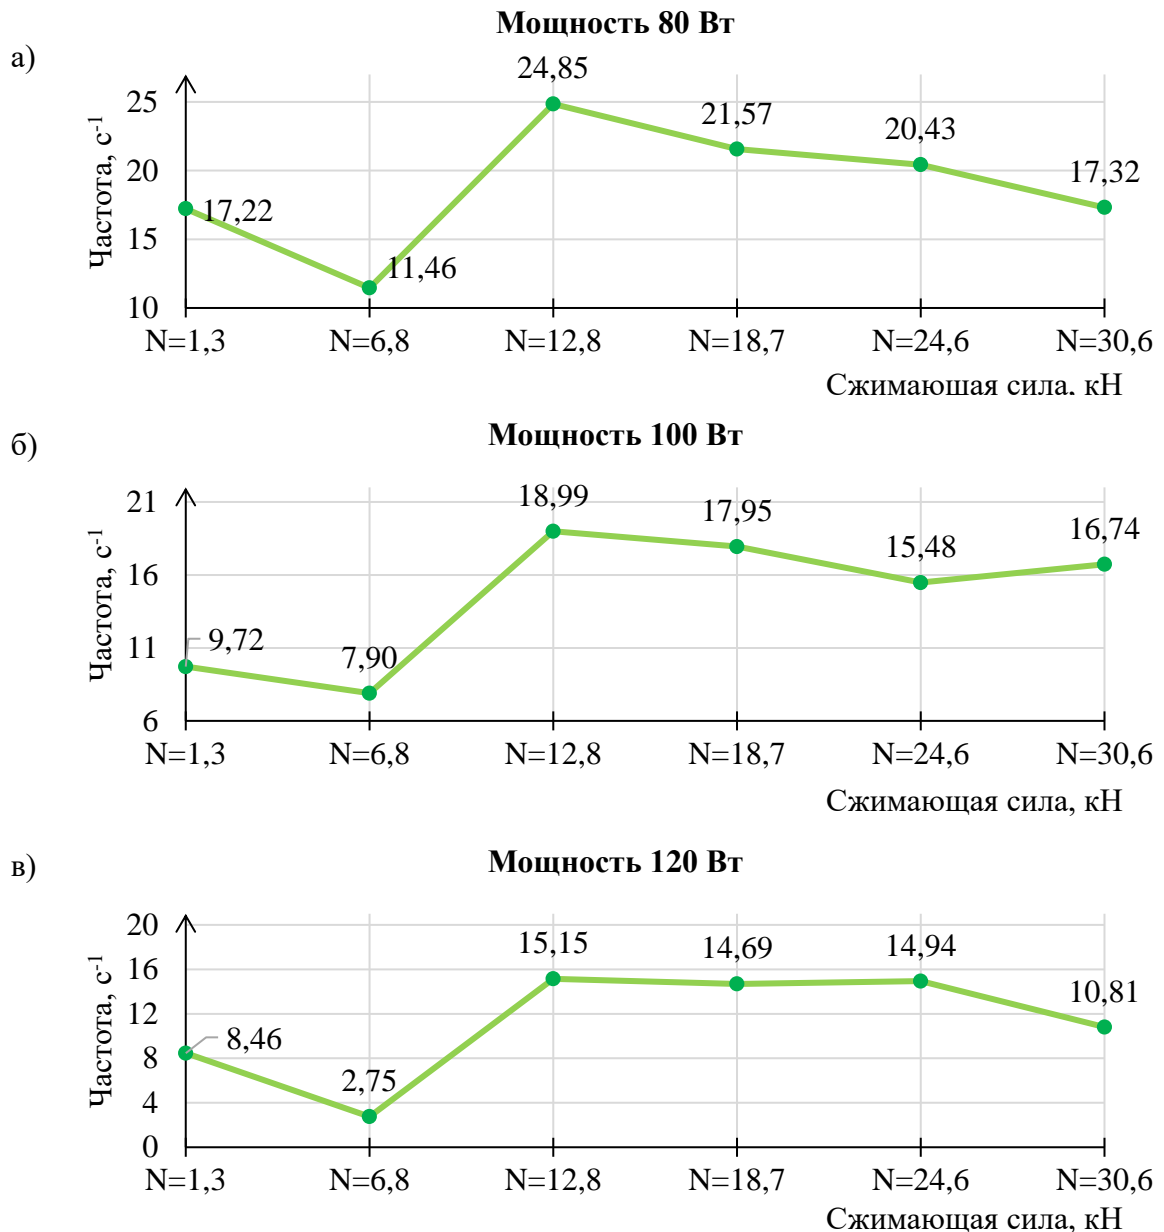 Мощность 80 Вт
а)
Частота, с-1
25
20
15
10
17,22
11,46
24,85
21,57
20,43
17,32
N=1,3 N=6,8 N=12,8 N=18,7 N=24,6 N=30,6
Сжимающая сила, кН
Мощность 100 Вт
б)
Частота, с-1
21
16
11
6
9,72
7,90
18,99
17,95
15,48
16,74
N=1,3 N=6,8 N=12,8 N=18,7 N=24,6 N=30,6
Сжимающая сила, кН
Мощность 120 Вт
в)
Частота, с-1
20
16
12
8
4
0
8,46
2,75
15,15
14,69
14,94
10,81
N=1,3 N=6,8 N=12,8 N=18,7 N=24,6 N=30,6
Сжимающая сила, кН